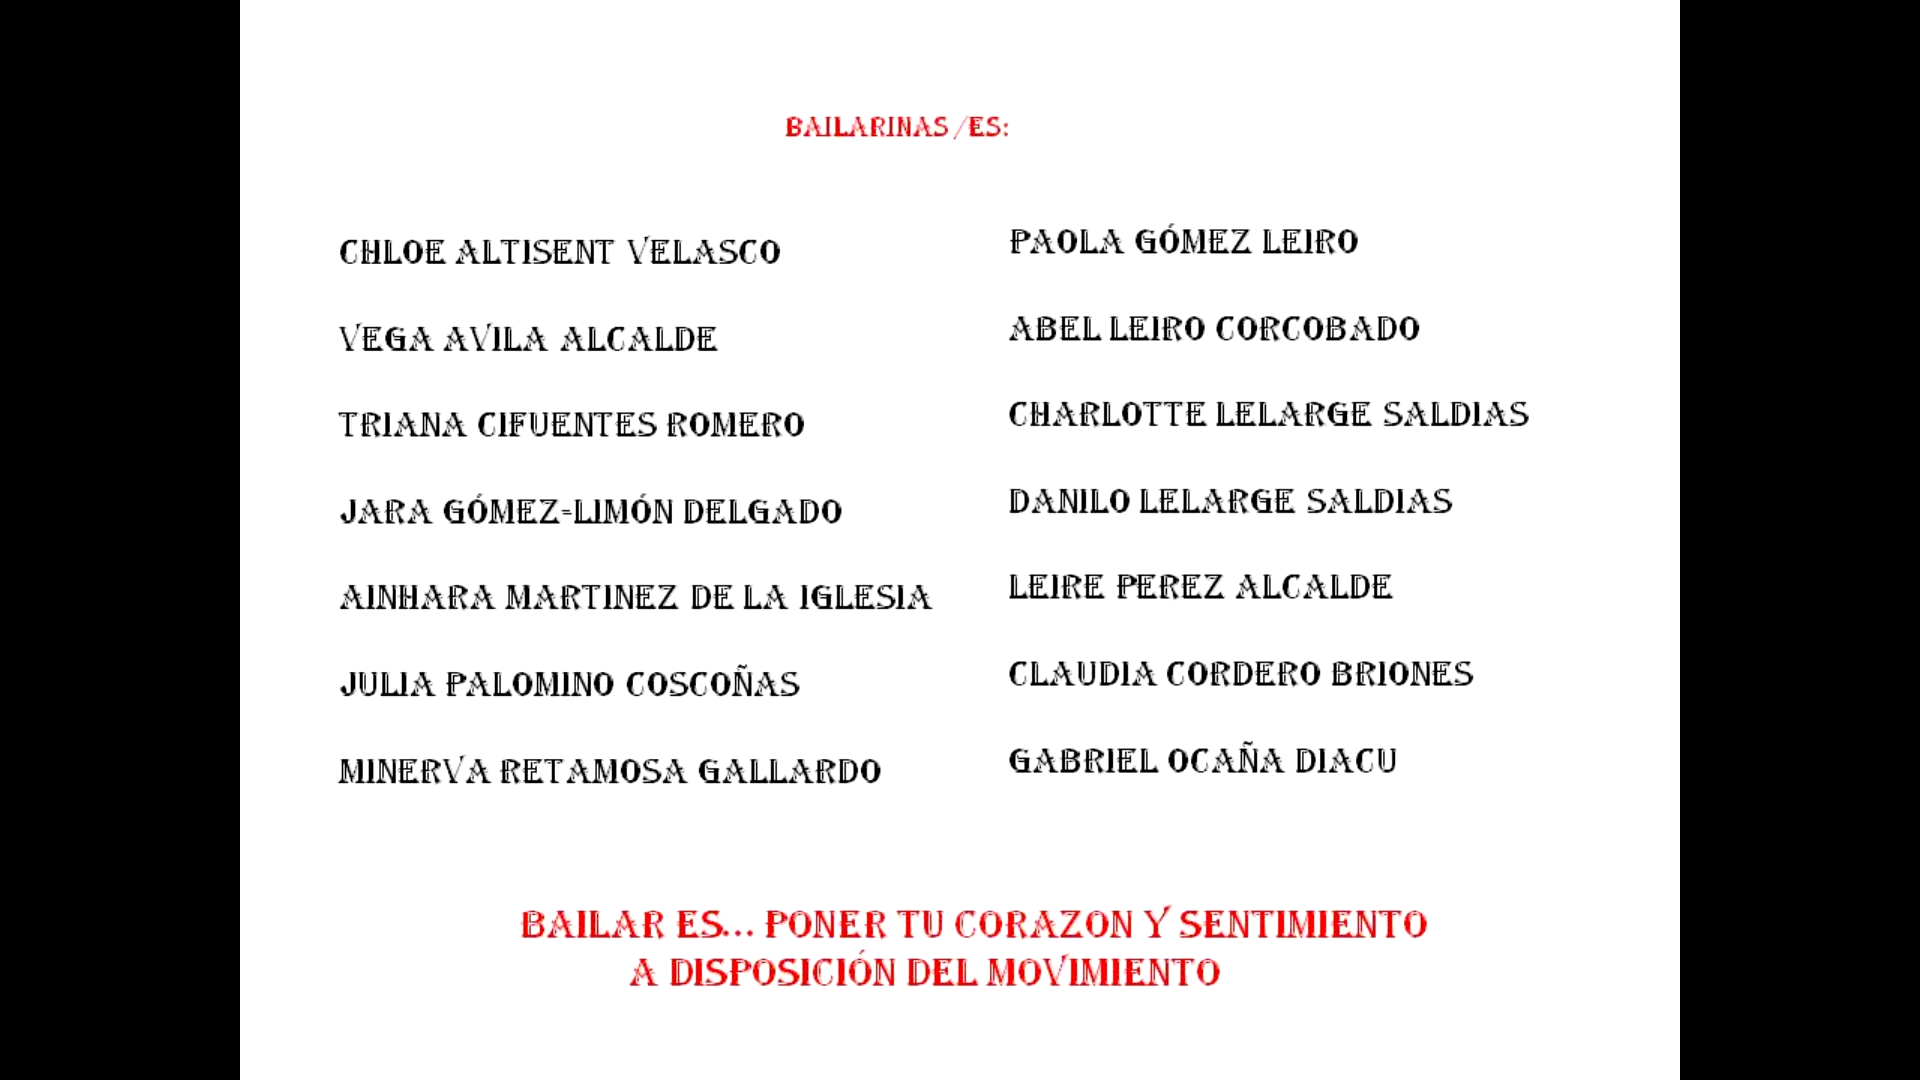 BAILARINAS/ES:
CHLOE ALTISENT VELASCO
VEGA AVILA ALCALDE
TRIANA CIFUENTES ROMERO
JARA GÓMEZ-LIMÓN DELGADO
AINHARA MARTINEZ DE LA IGLESIA
JULIA PALOMINO COSCOÑAS
MINERVA RETAMOSA GALLARDO
PAOLA GÓMEZ LEIRO
ABEL LEIRO CORCOBADO
CHARLOTTE LELARGE SALDIAS
DANILO LELARGE SALDIAS
LEIRE PEREZ ALCALDE
CLAUDIA CORDERO BRIONES
GABRIEL OCAÑA DIACU
BAILAR ES... PONER TU CORAZON Y SENTIMIENTO
A DISPOSICIÓN DEL MOVIMIENTO